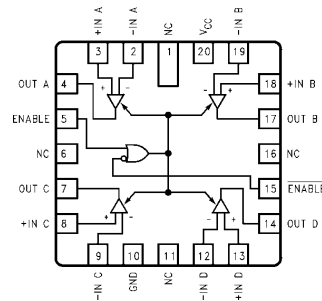 +IN A
-IN A
NC
VCC
-IN B
3
2
1
20
19
OUT A
4
+
-
-
+
18
+IN B
ENABLE
5
17
OUT B
NC
6
16
NC
OUT C
7
15
ENABLE
+IN C
8
+
-
-
+
14
OUT D
9
10
11
12
13
-IN C
GND
NC
-IN D
+IN D